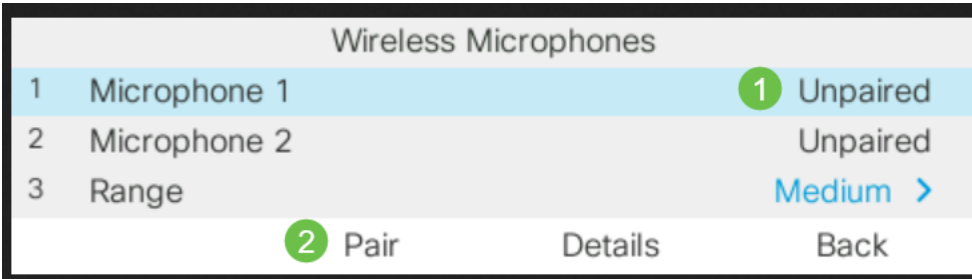 Wireless Microphones
1 Microphone 1 1 Unpaired
2 Microphone 2 Unpaired
3 Range Medium >
2 Pair Details Back